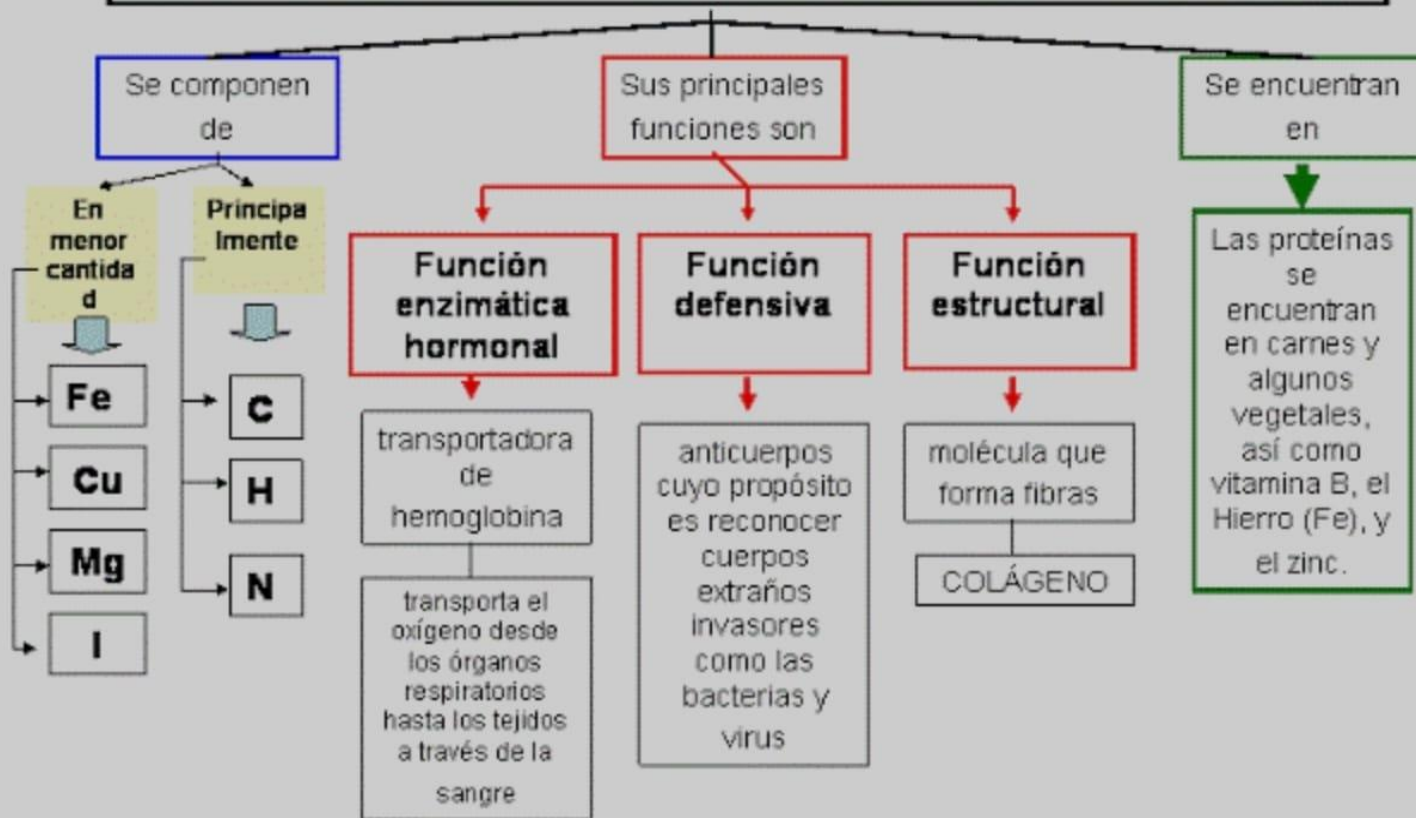 Se componen
de
Sus principales
funciones son
Se encuentran
en
En
menor
cantida
d
Principa
lmente
Fe
Cu
Mg
I
C
H
N
Función
enzimática
hormonal
transportadora
de
hemoglobina
transporta el
oxígeno desde
los órganos
respiratorios
hasta los tejidos
a través de la
sangre
Función
defensiva
anticuerpos
cuyo propósito
es reconocer
cuerpos
extraños
invasores
como las
bacterias y
virus
Función
estructural
molécula que
forma fibras
COLÁGENO
Las proteínas
se
encuentran
en carnes y
algunos
vegetales,
así como
vitamina B, el
Hierro (Fe), y
el zinc.